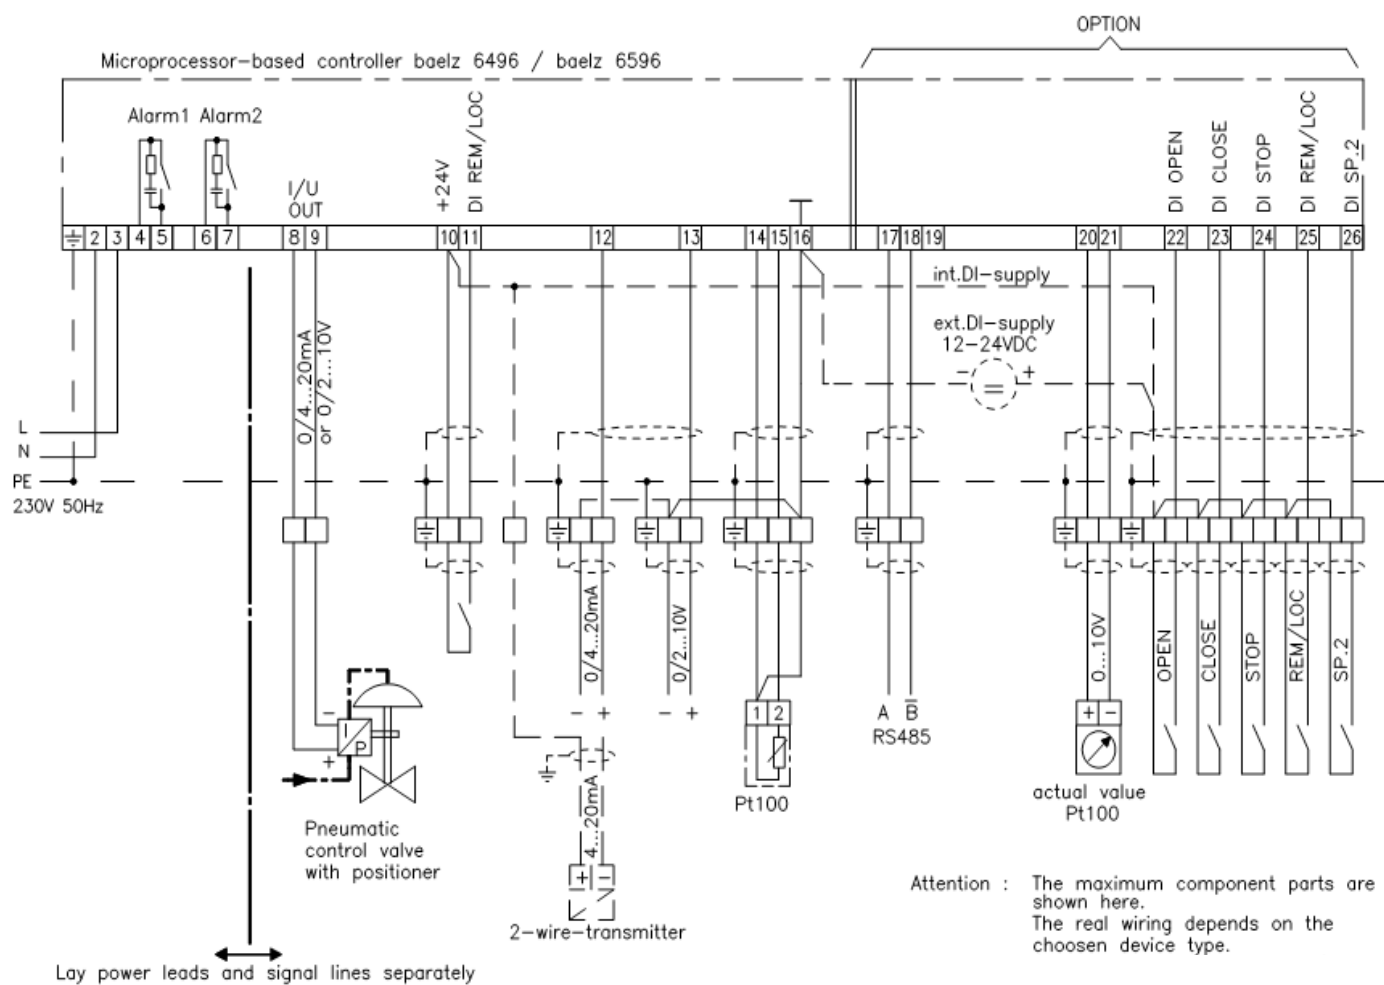 OPTION
Microprocessor-based controller baelz 6496 / baelz 6596
Alarm1 Alarm2
I/U
OUT
+24V
DI REM/LOC
DI OPEN
DI CLOSE
DI STOP
DI REM/LOC
DI SP.2
2 3 4 5 6 7 8 9 10 11 12 13 14 15 16 17 18 19 20 21 22 23 24 25 26
int.DI-supply
ext.DI-supply
12-24VDC
- +
=
0/4...20mA
or 0/2...10V
L
N
PE
230V 50Hz
0/4...20mA
- +
0/2...10V
- +
1 2
Pt100
A B̅
RS485
0...10V
+ -
actual value
Pt100
OPEN
CLOSE
STOP
REM/LOC
SP.2
-
I
P
+
Pneumatic
control valve
with positioner
4...20mA
+ -
2-wire-transmitter
Attention : The maximum component parts are
shown here.
The real wiring depends on the
choosen device type.
Lay power leads and signal lines separately